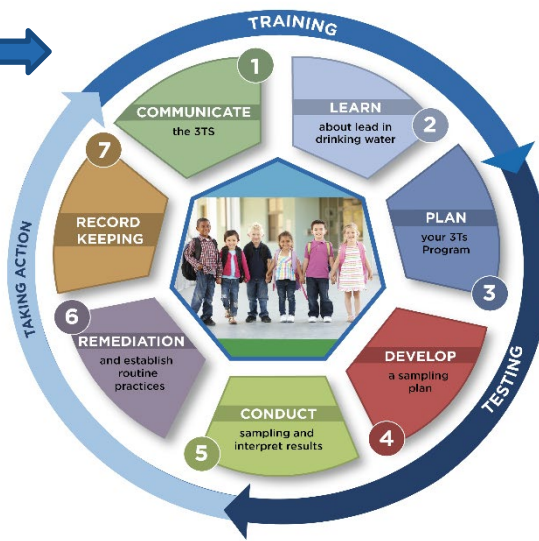 TRAINING
1
COMMUNICATE
the 3TS
LEARN
about lead in
drinking water
2
PLAN
your 3Ts
Program
3
TESTING
DEVELOP
a sampling
plan
4
CONDUCT
sampling and
interpret results
5
TAKING ACTION
6
REMEDIATION
and establish
routine
practices
7
RECORD
KEEPING